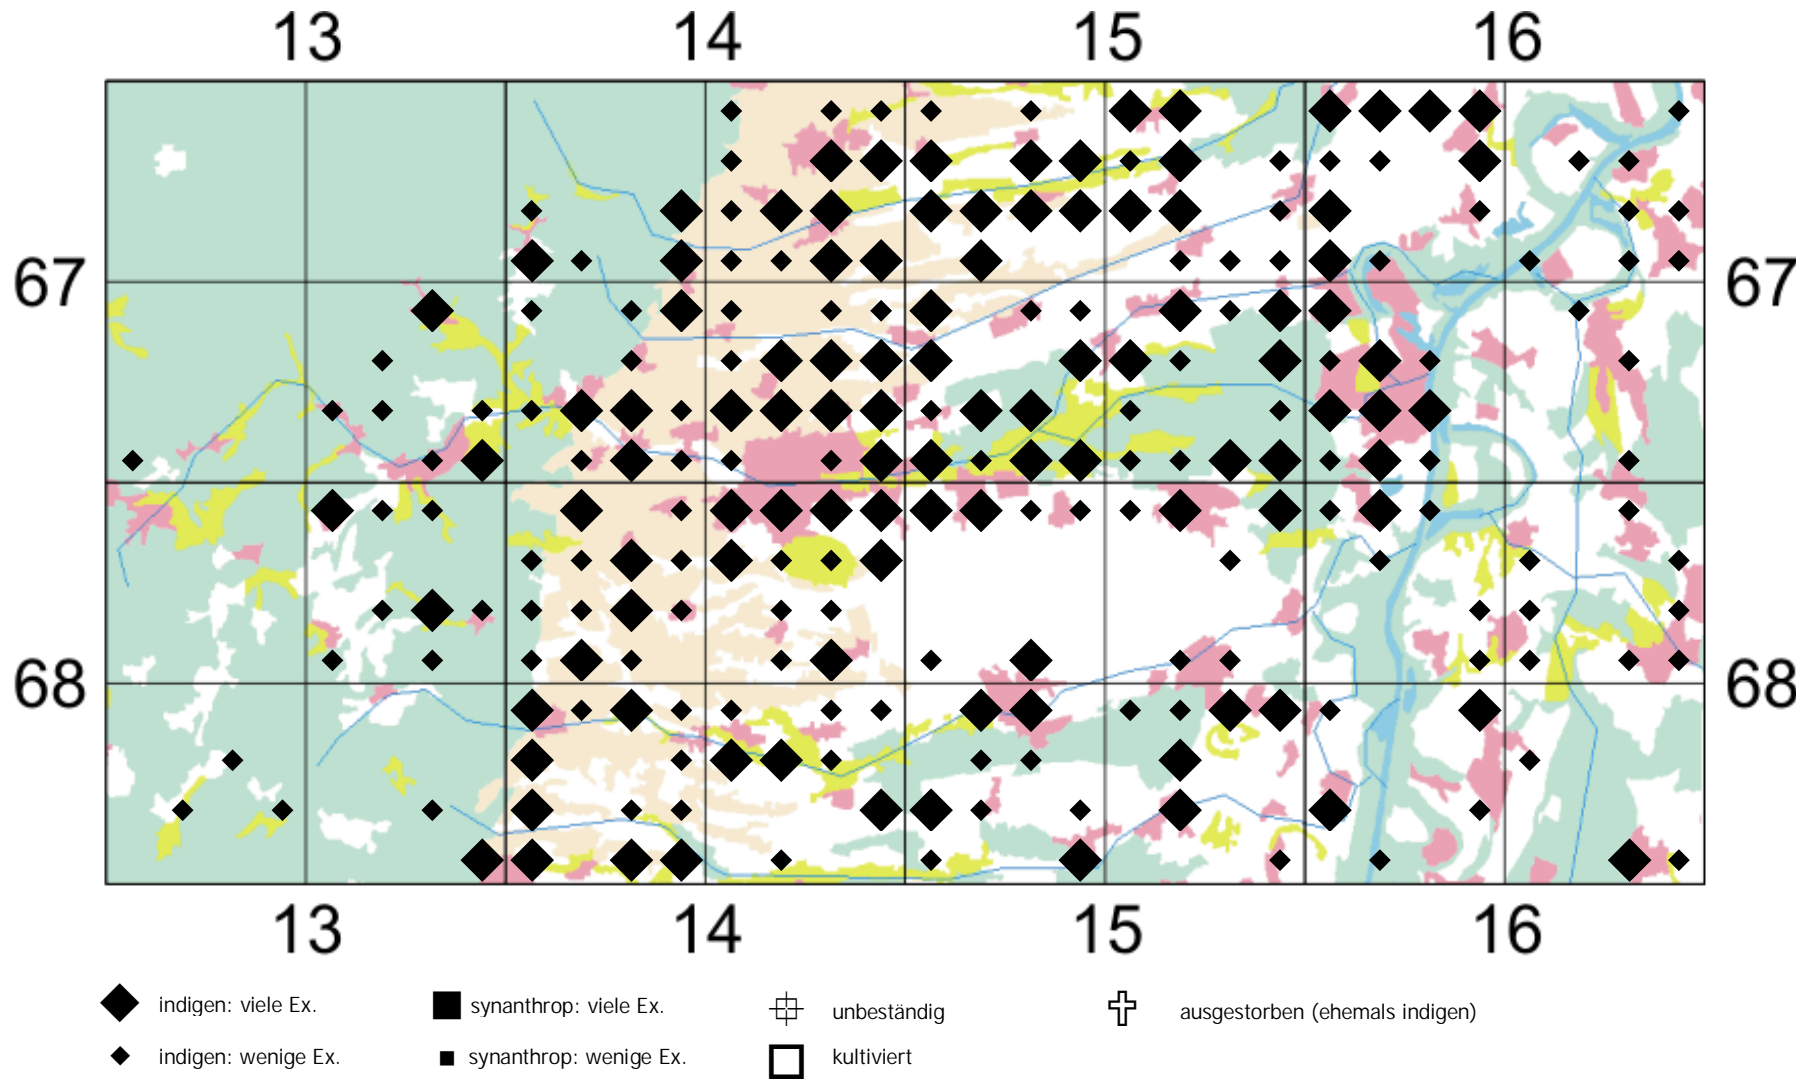 13 14 15 16
67 67
68 68
13 14 15 16
indigen: viele Ex. synanthrop: viele Ex. unbeständig ausgestorben (ehemals indigen)
indigen: wenige Ex. synanthrop: wenige Ex. kultiviert